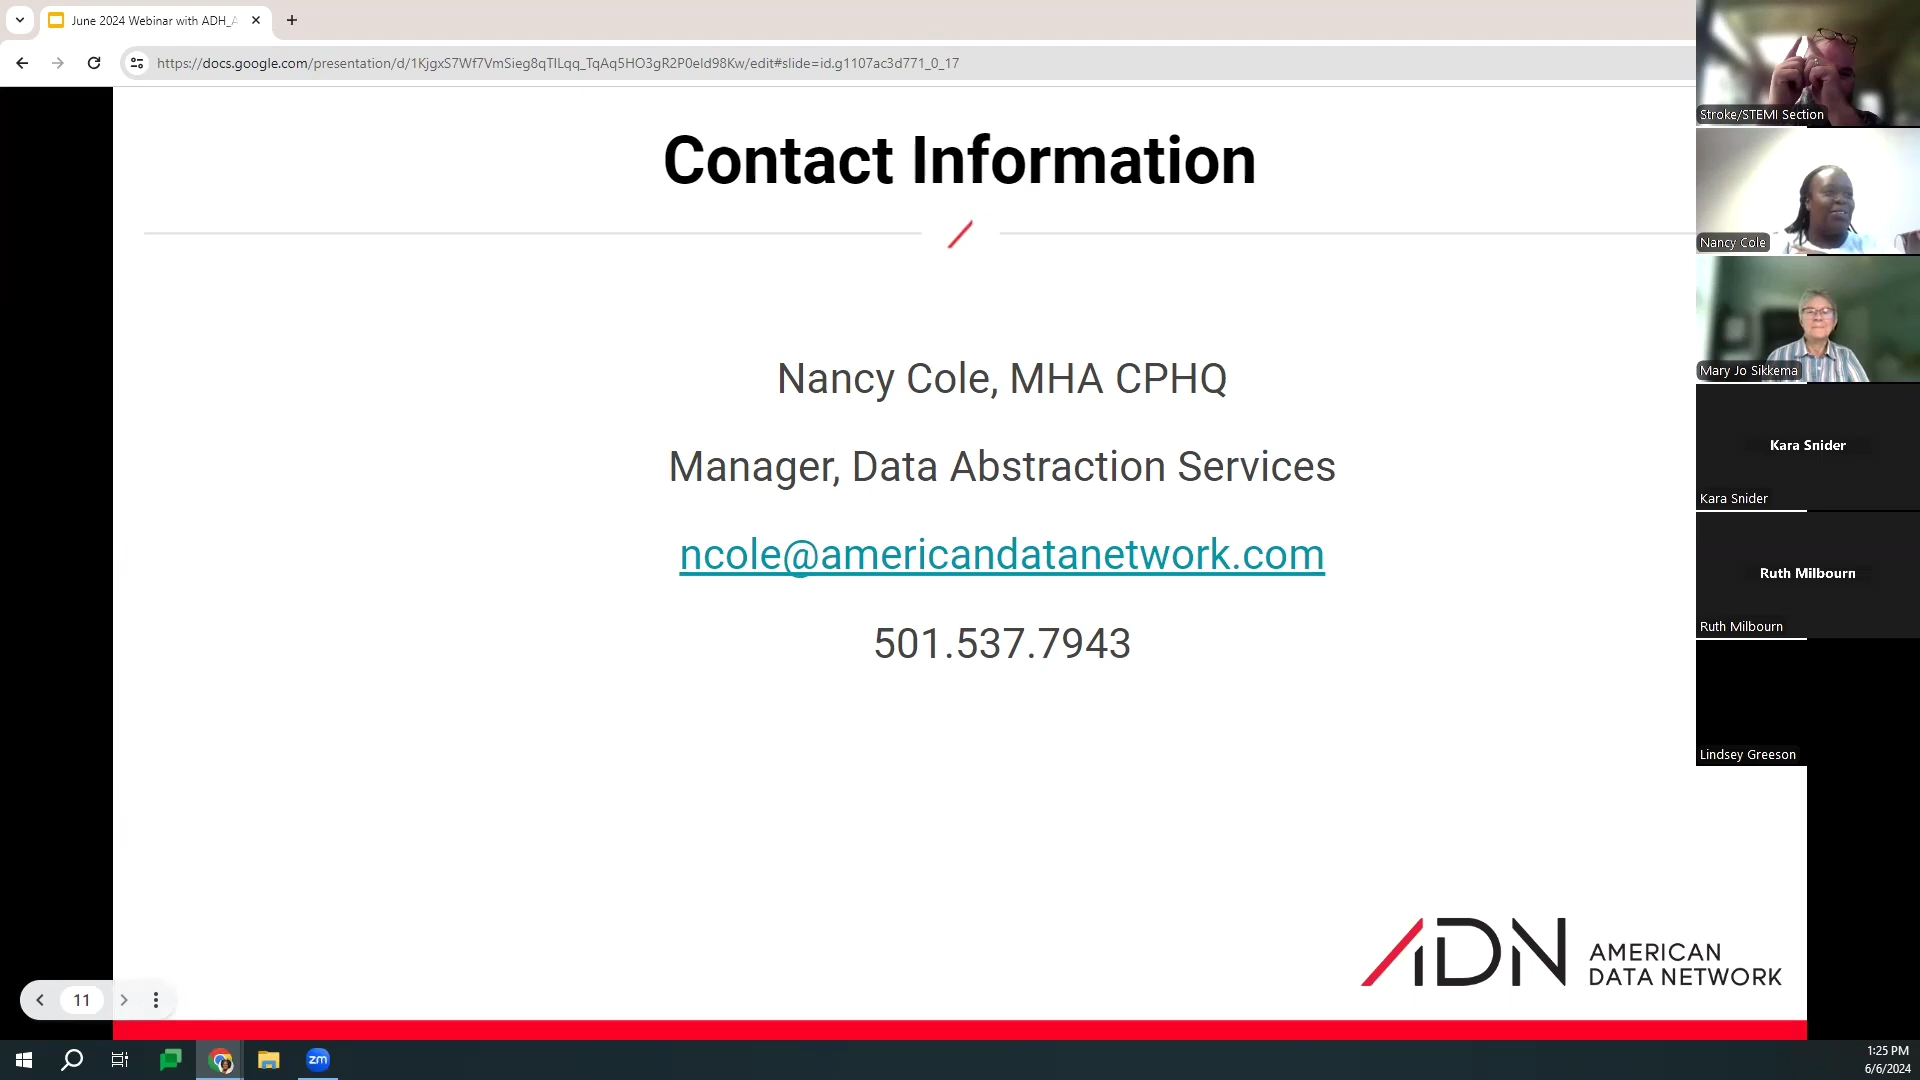 June 2024 Webinar with ADH_A
https://docs.google.com/presentation/d/1KjgxS7Wf7VmSieg8qTILqq_TqAq5HO3gR2P0eld98Kw/edit#slide=id.g1107ac3d771_0_17
Contact Information
Nancy Cole, MHA CPHQ
Manager, Data Abstraction Services
ncole@americandatanetwork.com
501.537.7943
ADN AMERICAN
DATA NETWORK
11
Stroke/STEMI Section
Nancy Cole
Mary Jo Sikkema
Kara Snider
Kara Snider
Ruth Milbourn
Ruth Milbourn
Lindsey Greeson
zm
1:25 PM
6/6/2024